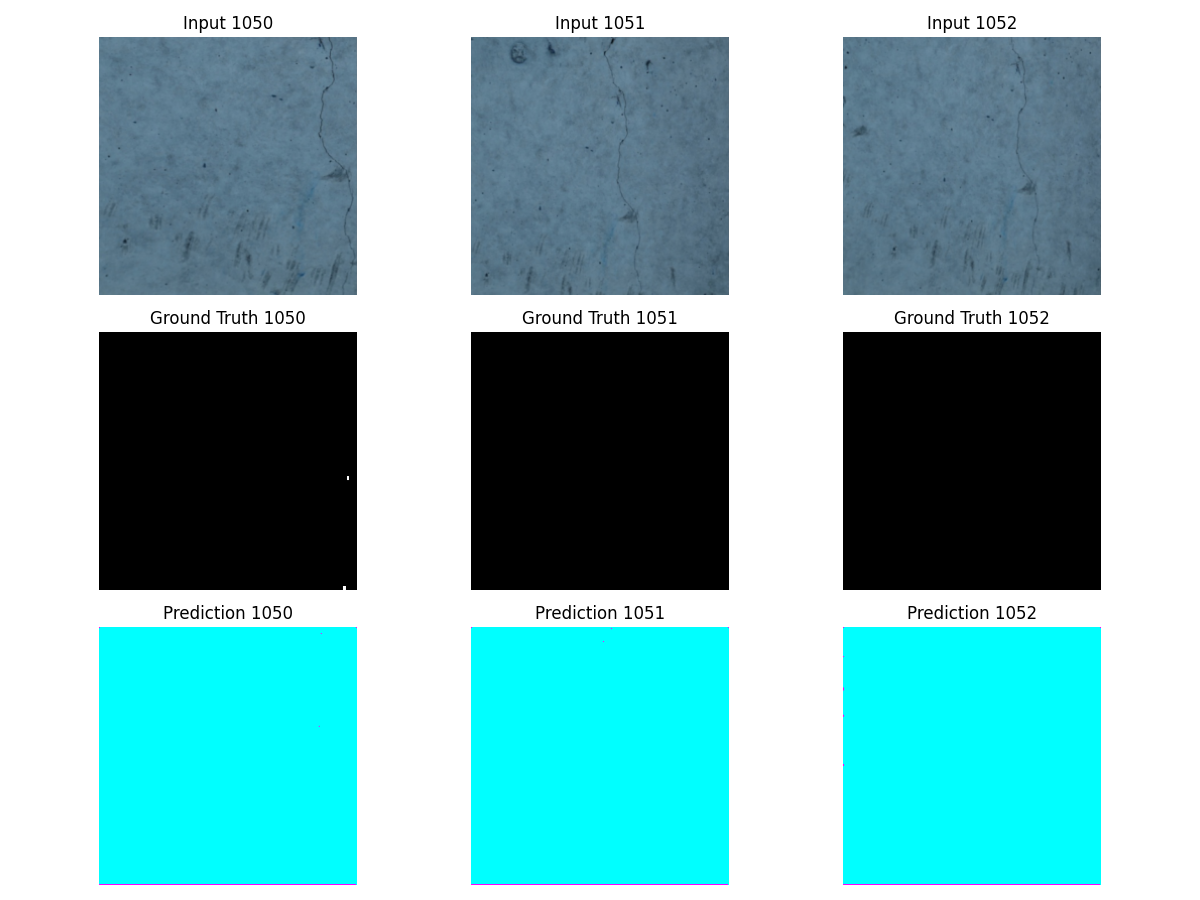 Input 1050
Input 1051
Input 1052
Ground Truth 1050
Ground Truth 1051
Ground Truth 1052
Prediction 1050
Prediction 1051
Prediction 1052